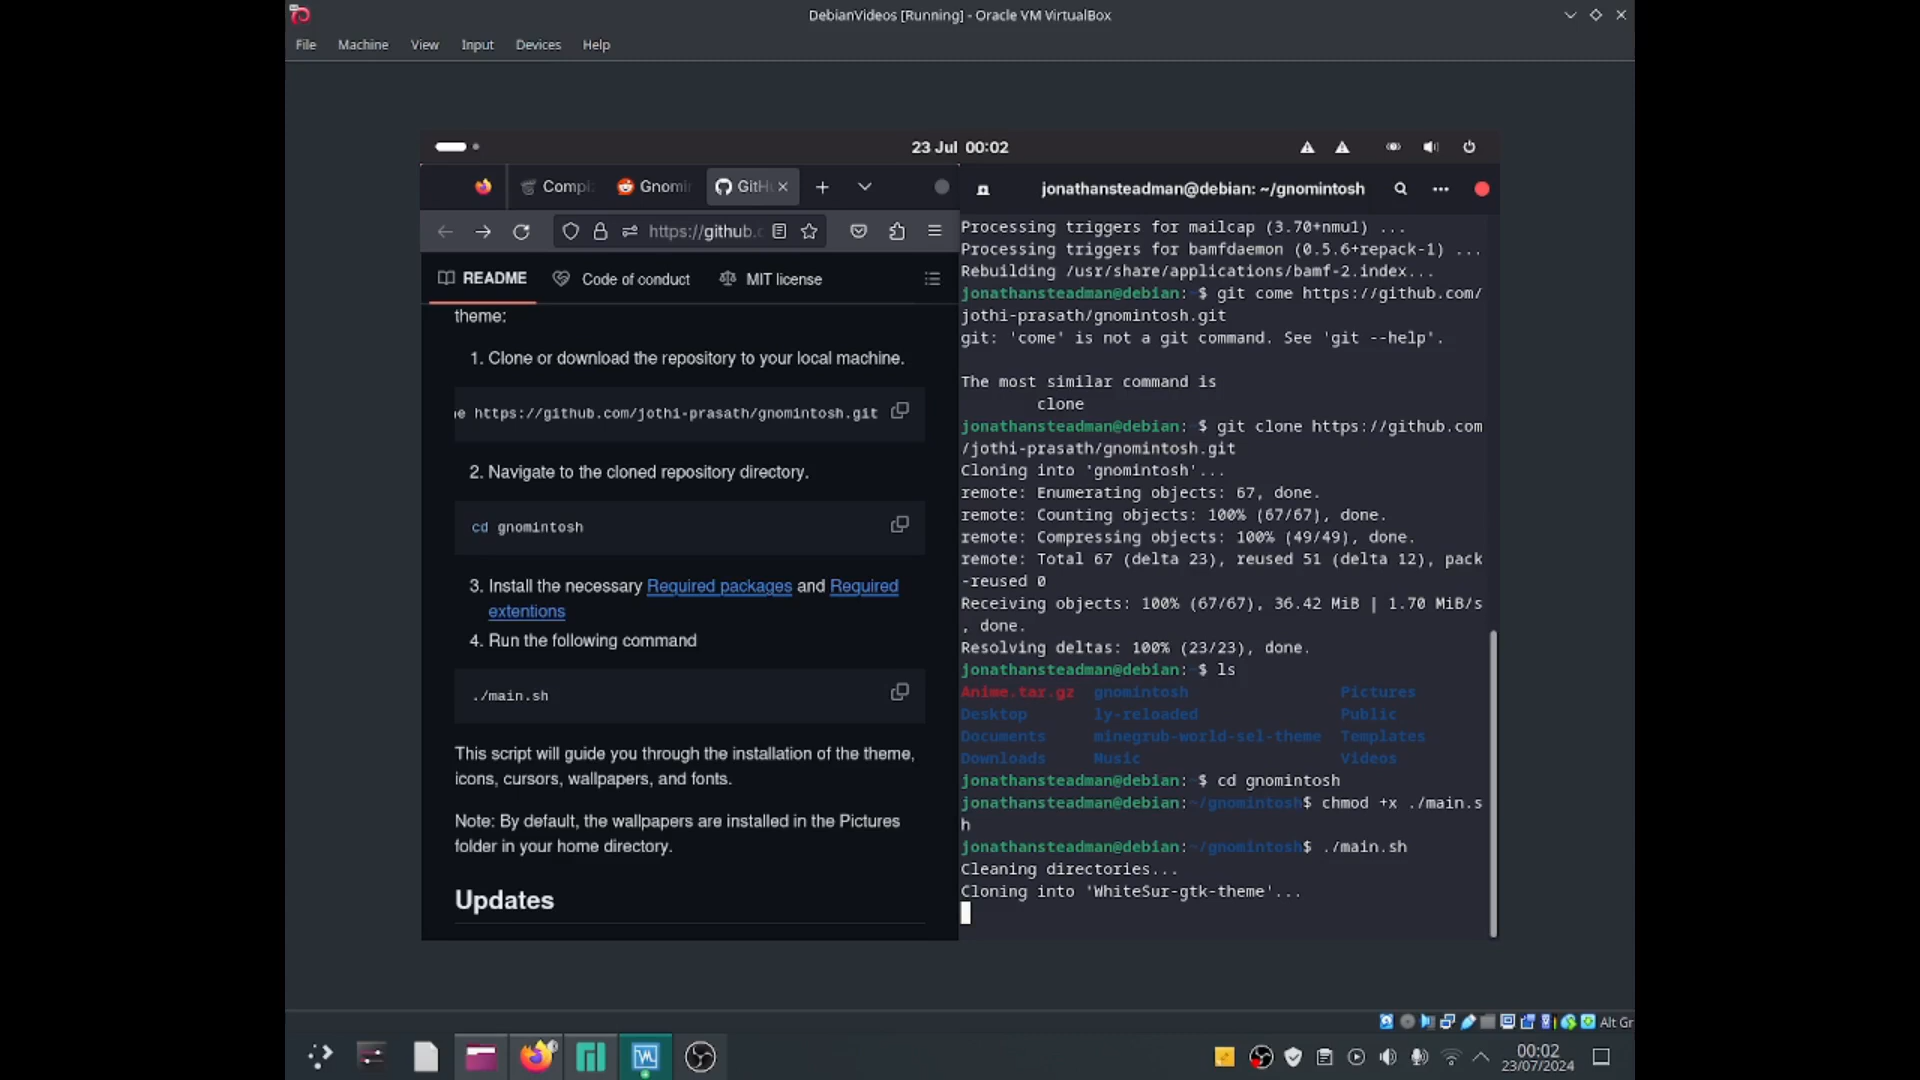 DebianVideos [Running] - Oracle VM VirtualBox
File Machine View Input Devices Help
23 Jul 00:02
Compi Gnomin GitHu
https://github.c
README Code of conduct MIT license
theme:
1. Clone or download the repository to your local machine.
https://github.com/jothi-prasath/gnomintosh.git
2. Navigate to the cloned repository directory.
cd gnomintosh
3. Install the necessary Required packages and Required
extentions
4. Run the following command
./main.sh
This script will guide you through the installation of the theme,
icons, cursors, wallpapers, and fonts.
Note: By default, the wallpapers are installed in the Pictures
folder in your home directory.
Updates
jonathansteadman@debian: ~/gnomintosh
Processing triggers for mailcap (3.70+nmu1) ...
Processing triggers for bamfdaemon (0.5.6+repack-1) ...
Rebuilding /usr/share/applications/bamf-2.index...
jonathansteadman@debian: $ git come https://github.com/
jothi-prasath/gnomintosh.git
git: 'come' is not a git command. See 'git --help'.
The most similar command is
clone
jonathansteadman@debian: $ git clone https://github.com
/jothi-prasath/gnomintosh.git
Cloning into 'gnomintosh'...
remote: Enumerating objects: 67, done.
remote: Counting objects: 100% (67/67), done.
remote: Compressing objects: 100% (49/49), done.
remote: Total 67 (delta 23), reused 51 (delta 12), pack
-reused 0
Receiving objects: 100% (67/67), 36.42 MiB | 1.70 MiB/s
, done.
Resolving deltas: 100% (23/23), done.
jonathansteadman@debian: $ ls
Anime.tar.gz gnomintosh Pictures
Desktop ly-reloaded Public
Documents minegrub-world-sel-theme Templates
Downloads Music Videos
jonathansteadman@debian: $ cd gnomintosh
jonathansteadman@debian:~/gnomintosh$ chmod +x ./main.s
h
jonathansteadman@debian:~/gnomintosh$ ./main.sh
Cleaning directories...
Cloning into 'WhiteSur-gtk-theme'...
Alt Gr
00:02
23/07/2024